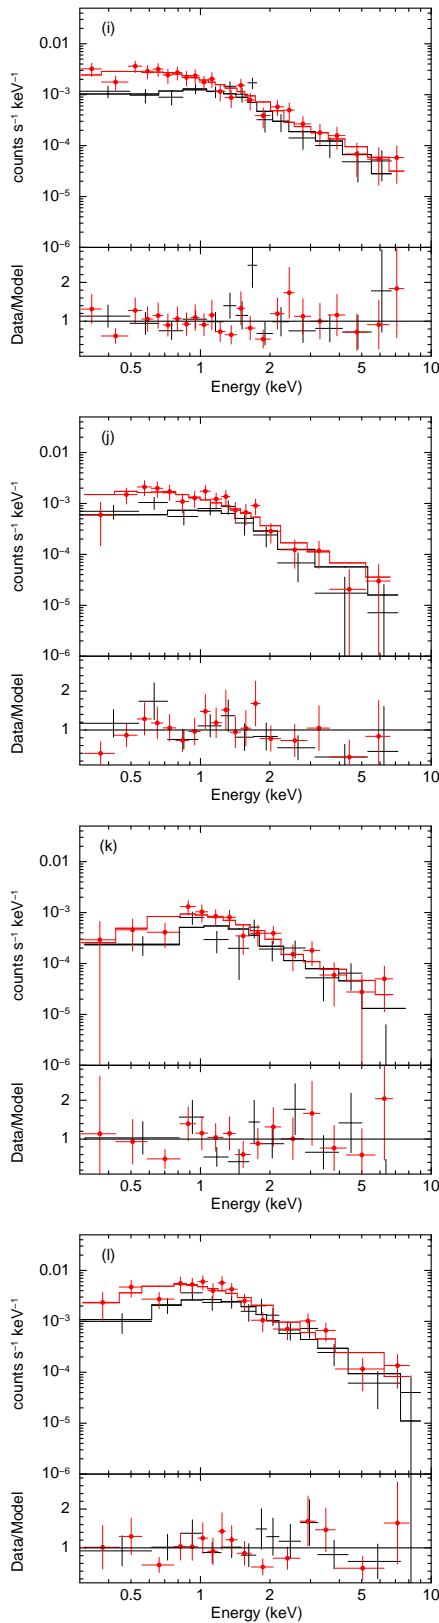 (i)
0.01
10⁻³
10⁻⁴
10⁻⁵
10⁻⁶
counts s⁻¹ keV⁻¹
2
1
Data/Model
0.5 1 2 5 10
Energy (keV)
(j)
0.01
10⁻³
10⁻⁴
10⁻⁵
10⁻⁶
counts s⁻¹ keV⁻¹
2
1
Data/Model
0.5 1 2 5 10
Energy (keV)
(k)
0.01
10⁻³
10⁻⁴
10⁻⁵
10⁻⁶
counts s⁻¹ keV⁻¹
2
1
Data/Model
0.5 1 2 5 10
Energy (keV)
(l)
0.01
10⁻³
10⁻⁴
10⁻⁵
10⁻⁶
counts s⁻¹ keV⁻¹
2
1
Data/Model
0.5 1 2 5 10
Energy (keV)